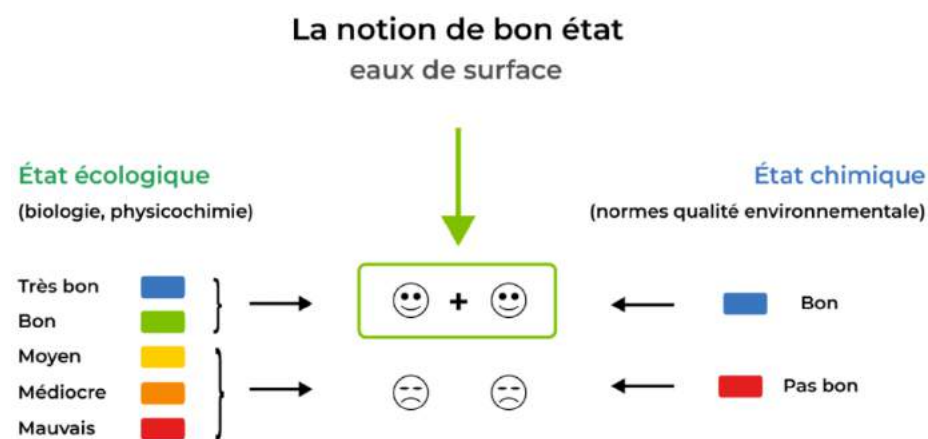 La notion de bon état
eaux de surface
État écologique
(biologie, physicochimie)
État chimique
(normes qualité environnementale)
Très bon
Bon
Moyen
Médiocre
Mauvais
+
Bon
Pas bon